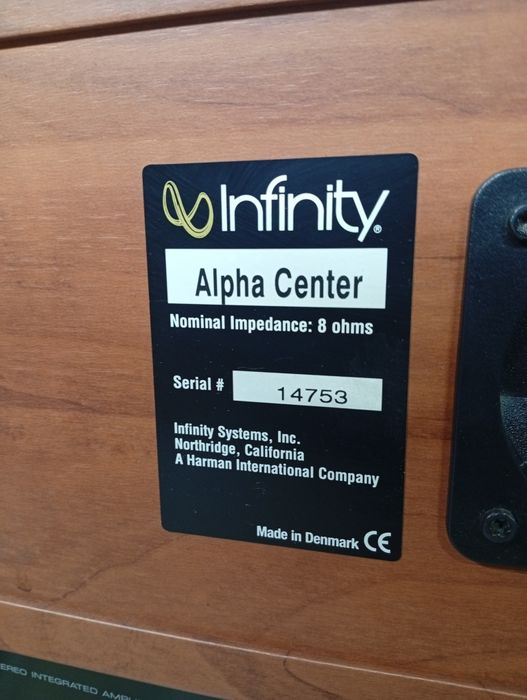 Infinity®
Alpha Center
Nominal Impedance: 8 ohms
Serial # 14753
Infinity Systems, Inc.
Northridge, California
A Harman International Company
Made in Denmark CE
INTEGRATED